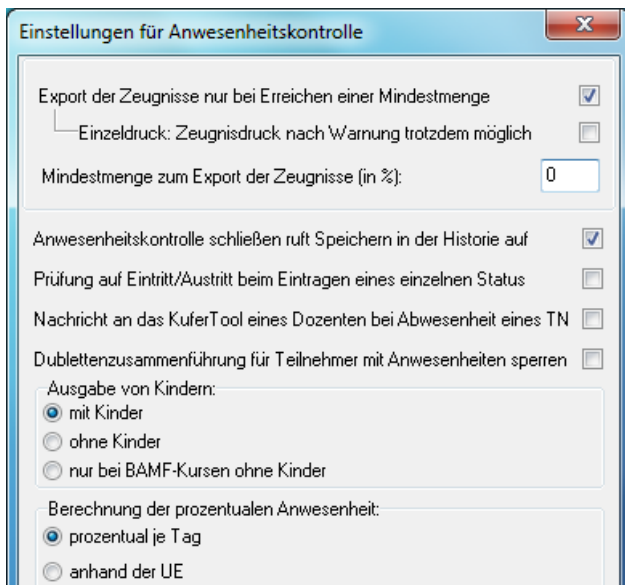 Einstellungen für Anwesenheitskontrolle
Export der Zeugnisse nur bei Erreichen einer Mindestmenge
Einzeldruck: Zeugnisdruck nach Warnung trotzdem möglich
Mindestmenge zum Export der Zeugnisse (in %): 0
Anwesenheitskontrolle schließen ruft Speichern in der Historie auf
Prüfung auf Eintritt/Austritt beim Eintragen eines einzelnen Status
Nachricht an das KuferTool eines Dozenten bei Abwesenheit eines TN
Dublettenzusammenführung für Teilnehmer mit Anwesenheiten sperren
Ausgabe von Kindern:
mit Kinder
ohne Kinder
nur bei BAMF-Kursen ohne Kinder
Berechnung der prozentualen Anwesenheit:
prozentual je Tag
anhand der UE